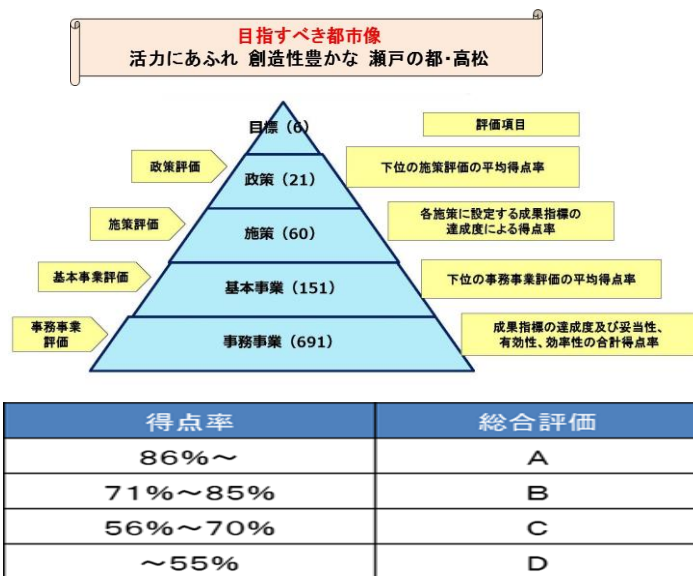 目指すべき都市像
活力にあふれ 創造性豊かな 瀬戸の都・高松
目標（6）
評価項目
政策評価
政策（21）
下位の施策評価の平均得点率
施策評価
施策（60）
各施策に設定する成果指標の
達成度による得点率
基本事業評価
基本事業（151）
下位の事務事業評価の平均得点率
事務事業
評価
事務事業（691）
成果指標の達成度及び妥当性、
有効性、効率性の合計得点率
得点率 総合評価
86%～ A
71%～85% B
56%～70% C
～55% D